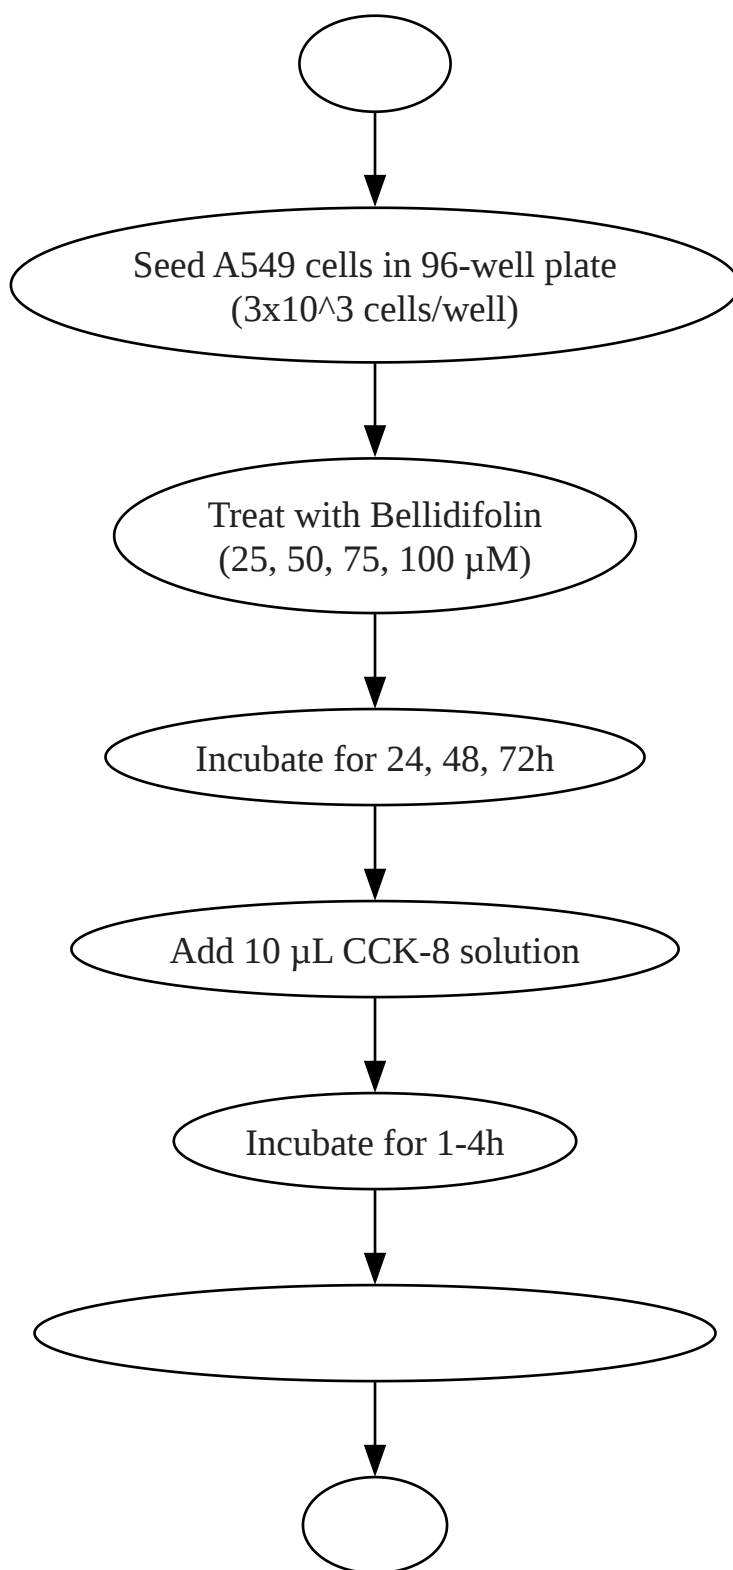 Seed A549 cells in 96-well plate
(3x10^3 cells/well)
Treat with Bellidifolin
(25, 50, 75, 100 µM)
Incubate for 24, 48, 72h
Add 10 µL CCK-8 solution
Incubate for 1-4h